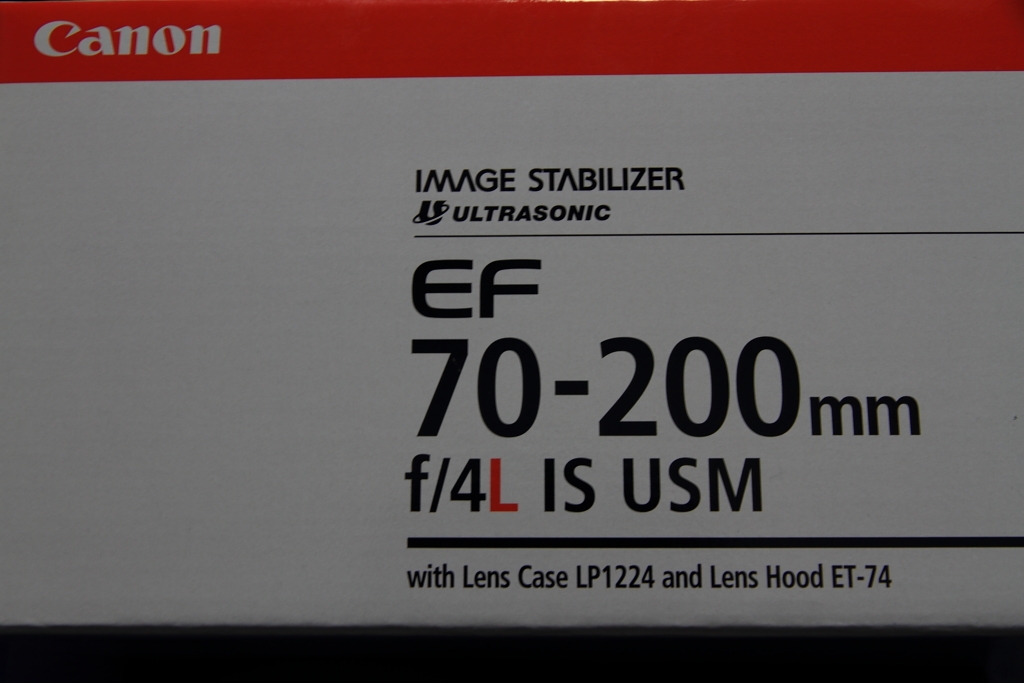 Canon
IMAGE STABILIZER
ULTRASONIC
EF
70-200mm
f/4L IS USM
with Lens Case LP1224 and Lens Hood ET-74